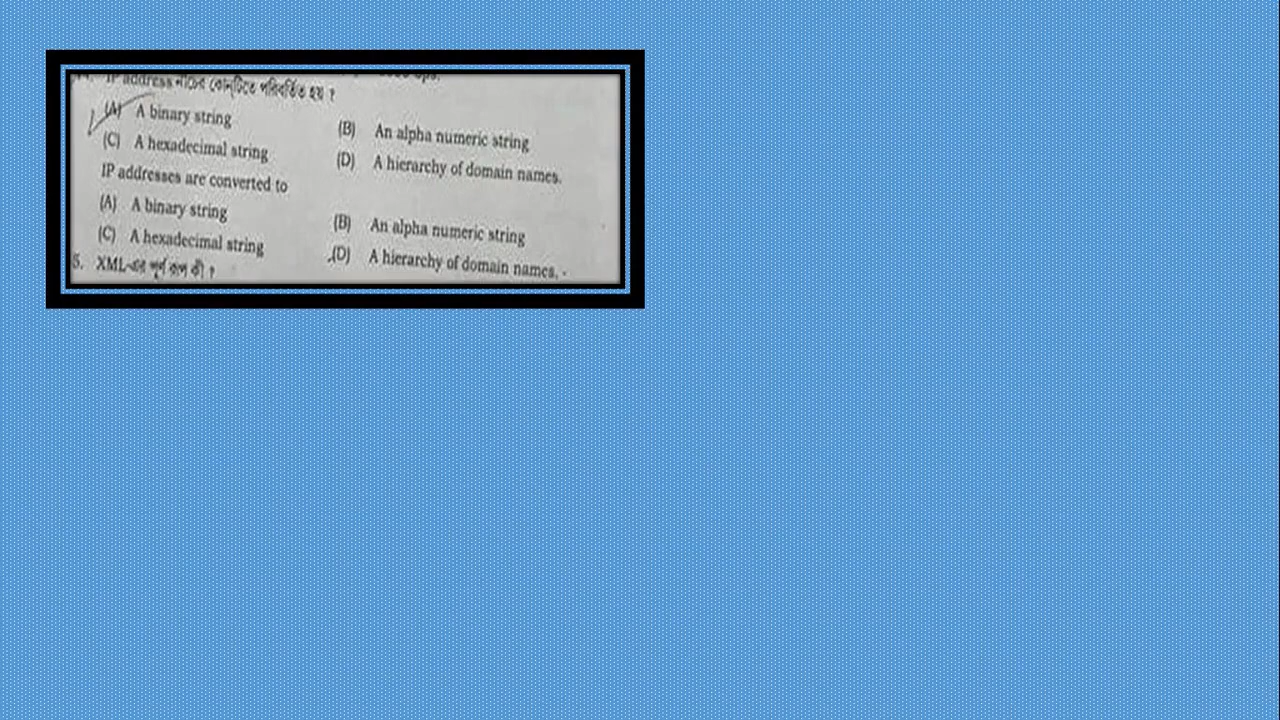 IP address নীচের কোনটিতে পরিবর্তিত হয় ?
(A) A binary string (B) An alpha numeric string
(C) A hexadecimal string (D) A hierarchy of domain names.
IP addresses are converted to
(A) A binary string (B) An alpha numeric string
(C) A hexadecimal string (D) A hierarchy of domain names.
5. XML-এর পূর্ণ রূপ কী ?